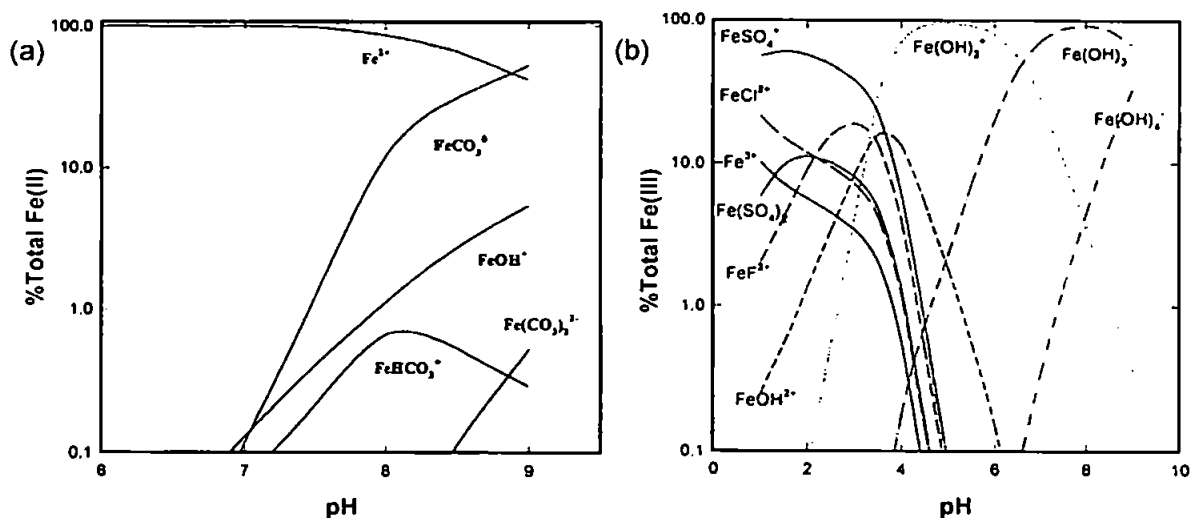 (a)
100.0
10.0
1.0
0.1
%Total Fe(II)
6
7
8
9
pH
Fe²⁺
FeCO₃⁰
FeOH⁺
Fe(CO₃)₂²⁻
FeHCO₃⁺
(b)
100.0
10.0
1.0
0.1
%Total Fe(III)
0
2
4
6
8
10
pH
FeSO₄⁺
FeCl²⁺
Fe³⁺
Fe(SO₄)₂⁻
FeF²⁺
FeOH²⁺
Fe(OH)₂⁺
Fe(OH)₃
Fe(OH)₄⁻